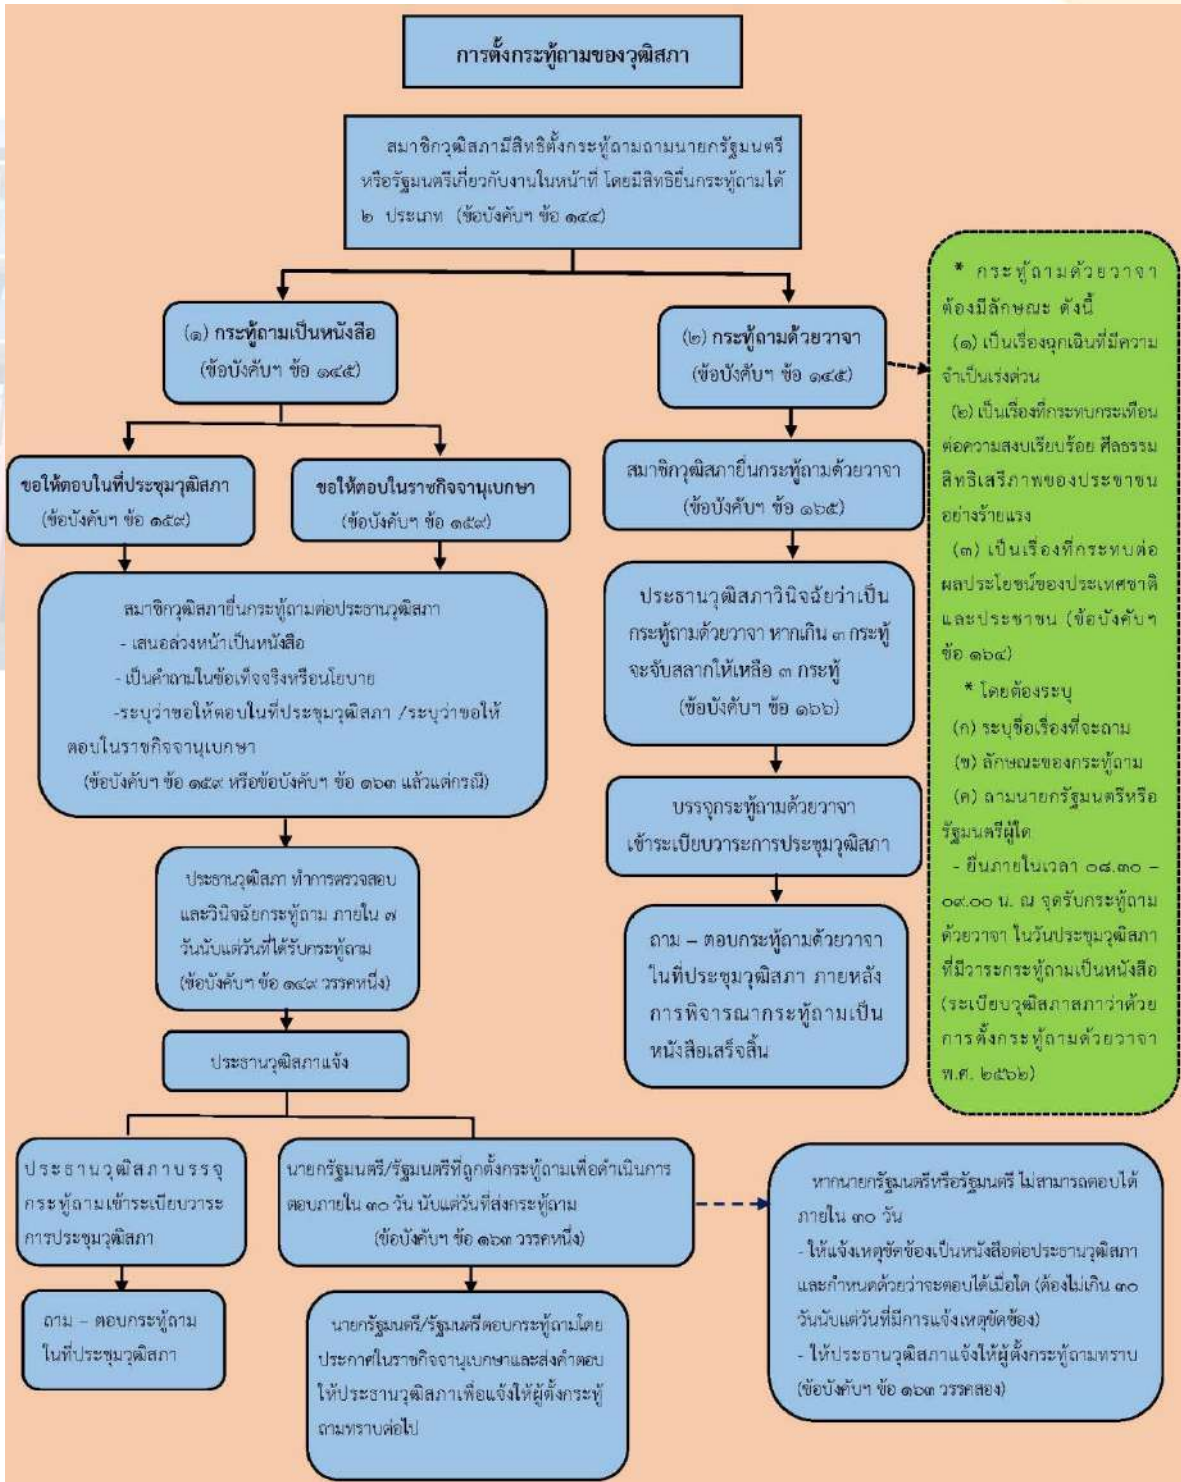 การตั้งกระทู้ถามของวุฒิสภา
สมาชิกวุฒิสภามีสิทธิตั้งกระทู้ถามถามนายกรัฐมนตรี
หรือรัฐมนตรีเกี่ยวกับงานในหน้าที่ โดยมีสิทธิยื่นกระทู้ถามได้
๒ ประเภท (ข้อบังคับฯ ข้อ ๑๔๔)
(๑) กระทู้ถามเป็นหนังสือ
(ข้อบังคับฯ ข้อ ๑๔๕)
ขอให้ตอบในที่ประชุมวุฒิสภา
(ข้อบังคับฯ ข้อ ๑๕๙)
ขอให้ตอบในราชกิจจานุเบกษา
(ข้อบังคับฯ ข้อ ๑๕๙)
สมาชิกวุฒิสภายื่นกระทู้ถามต่อประธานวุฒิสภา
- เสนอล่วงหน้าเป็นหนังสือ
- เป็นคำถามในข้อเท็จจริงหรือนโยบาย
-ระบุว่าขอให้ตอบในที่ประชุมวุฒิสภา /ระบุว่าขอให้
ตอบในราชกิจจานุเบกษา
(ข้อบังคับฯ ข้อ ๑๕๙ หรือข้อบังคับฯ ข้อ ๑๖๓ แล้วแต่กรณี)
ประธานวุฒิสภา ทำการตรวจสอบ
และวินิจฉัยกระทู้ถาม ภายใน ๗
วันนับแต่วันที่ได้รับกระทู้ถาม
(ข้อบังคับฯ ข้อ ๑๔๙ วรรคหนึ่ง)
ประธานวุฒิสภาแจ้ง
ประธานวุฒิสภาบรรจุ
กระทู้ถามเข้าระเบียบวาระ
การประชุมวุฒิสภา
ถาม – ตอบกระทู้ถาม
ในที่ประชุมวุฒิสภา
นายกรัฐมนตรี/รัฐมนตรีที่ถูกตั้งกระทู้ถามเพื่อดำเนินการ
ตอบภายใน ๓๐ วัน นับแต่วันที่ส่งกระทู้ถาม
(ข้อบังคับฯ ข้อ ๑๖๓ วรรคหนึ่ง)
นายกรัฐมนตรี/รัฐมนตรีตอบกระทู้ถามโดย
ประกาศในราชกิจจานุเบกษาและส่งคำตอบ
ให้ประธานวุฒิสภาเพื่อแจ้งให้ผู้ตั้งกระทู้
ถามทราบต่อไป
หากนายกรัฐมนตรีหรือรัฐมนตรี ไม่สามารถตอบได้
ภายใน ๓๐ วัน
- ให้แจ้งเหตุขัดข้องเป็นหนังสือต่อประธานวุฒิสภา
และกำหนดด้วยว่าจะตอบได้เมื่อใด (ต้องไม่เกิน ๓๐
วันนับแต่วันที่มีการแจ้งเหตุขัดข้อง)
- ให้ประธานวุฒิสภาแจ้งให้ผู้ตั้งกระทู้ถามทราบ
(ข้อบังคับฯ ข้อ ๑๖๓ วรรคสอง)
(๒) กระทู้ถามด้วยวาจา
(ข้อบังคับฯ ข้อ ๑๔๕)
สมาชิกวุฒิสภายื่นกระทู้ถามด้วยวาจา
(ข้อบังคับฯ ข้อ ๑๖๕)
ประธานวุฒิสภาวินิจฉัยว่าเป็น
กระทู้ถามด้วยวาจา หากเกิน ๓ กระทู้
จะจับสลากให้เหลือ ๓ กระทู้
(ข้อบังคับฯ ข้อ ๑๖๖)
บรรจุกระทู้ถามด้วยวาจา
เข้าระเบียบวาระการประชุมวุฒิสภา
ถาม – ตอบกระทู้ถามด้วยวาจา
ในที่ประชุมวุฒิสภา ภายหลัง
การพิจารณากระทู้ถามเป็น
หนังสือเสร็จสิ้น
* กระทู้ถามด้วยวาจา
ต้องมีลักษณะ ดังนี้
(๑) เป็นเรื่องฉุกเฉินที่มีความ
จำเป็นเร่งด่วน
(๒) เป็นเรื่องที่กระทบกระเทือน
ต่อความสงบเรียบร้อย ศีลธรรม
สิทธิเสรีภาพของประชาชน
อย่างร้ายแรง
(๓) เป็นเรื่องที่กระทบต่อ
ผลประโยชน์ของประเทศชาติ
และประชาชน (ข้อบังคับฯ
ข้อ ๑๖๔)
* โดยต้องระบุ
(ก) ระบุชื่อเรื่องที่จะถาม
(ข) ลักษณะของกระทู้ถาม
(ค) ถามนายกรัฐมนตรีหรือ
รัฐมนตรีผู้ใด
- ยื่นภายในเวลา ๐๘.๓๐ –
๐๙.๐๐ น. ณ จุดรับกระทู้ถาม
ด้วยวาจา ในวันประชุมวุฒิสภา
ที่มีวาระกระทู้ถามเป็นหนังสือ
(ระเบียบวุฒิสภาสภาว่าด้วย
การตั้งกระทู้ถามด้วยวาจา
พ.ศ. ๒๕๖๒)